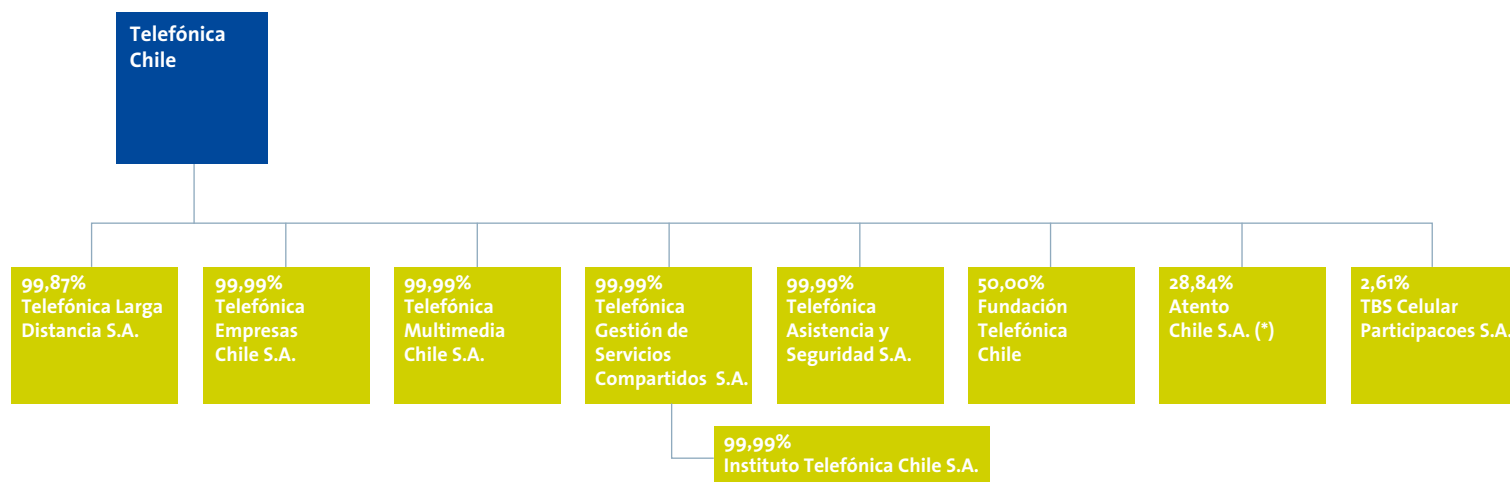 Telefónica
Chile
99,87%
Telefónica Larga
Distancia S.A.
99,99%
Telefónica
Empresas
Chile S.A.
99,99%
Telefónica
Multimedia
Chile S.A.
99,99%
Telefónica
Gestión de
Servicios
Compartidos S.A.
99,99%
Telefónica
Asistencia y
Seguridad S.A.
50,00%
Fundación
Telefónica
Chile
28,84%
Atento
Chile S.A. (*)
2,61%
TBS Celular
Participacoes S.A.
99,99%
Instituto Telefónica Chile S.A.